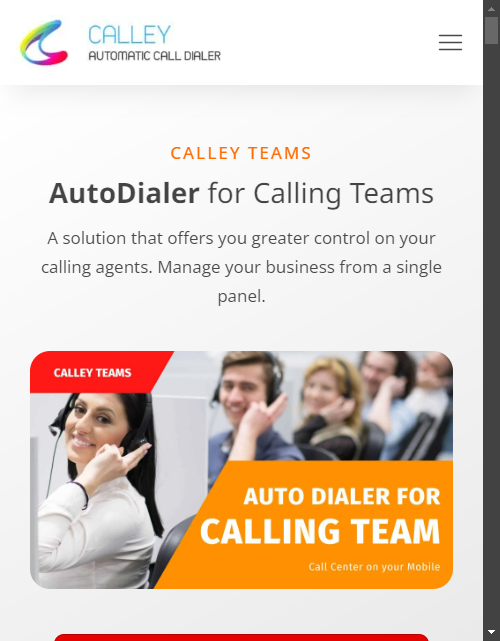 CALLEY
AUTOMATIC CALL DIALER
CALLEY TEAMS
AutoDialer for Calling Teams
A solution that offers you greater control on your
calling agents. Manage your business from a single
panel.
CALLEY TEAMS
AUTO DIALER FOR
CALLING TEAM
Call Center on your Mobile